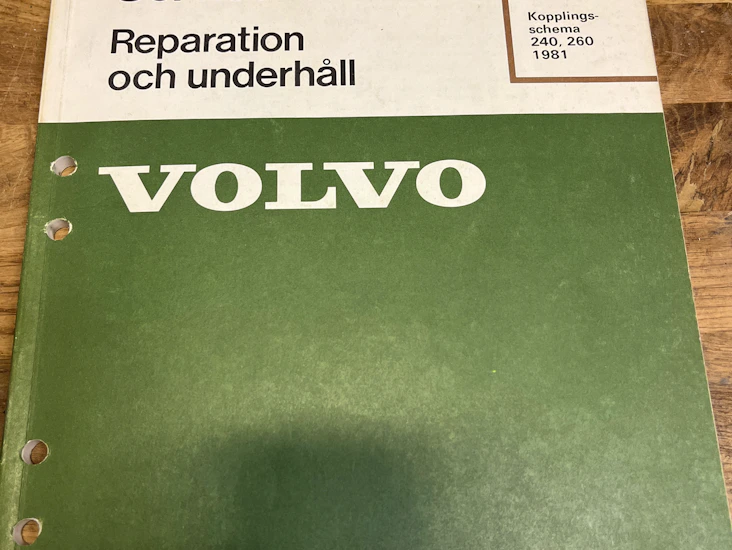 Reparation
och underhåll
Kopplings-
schema
240, 260
1981
VOLVO